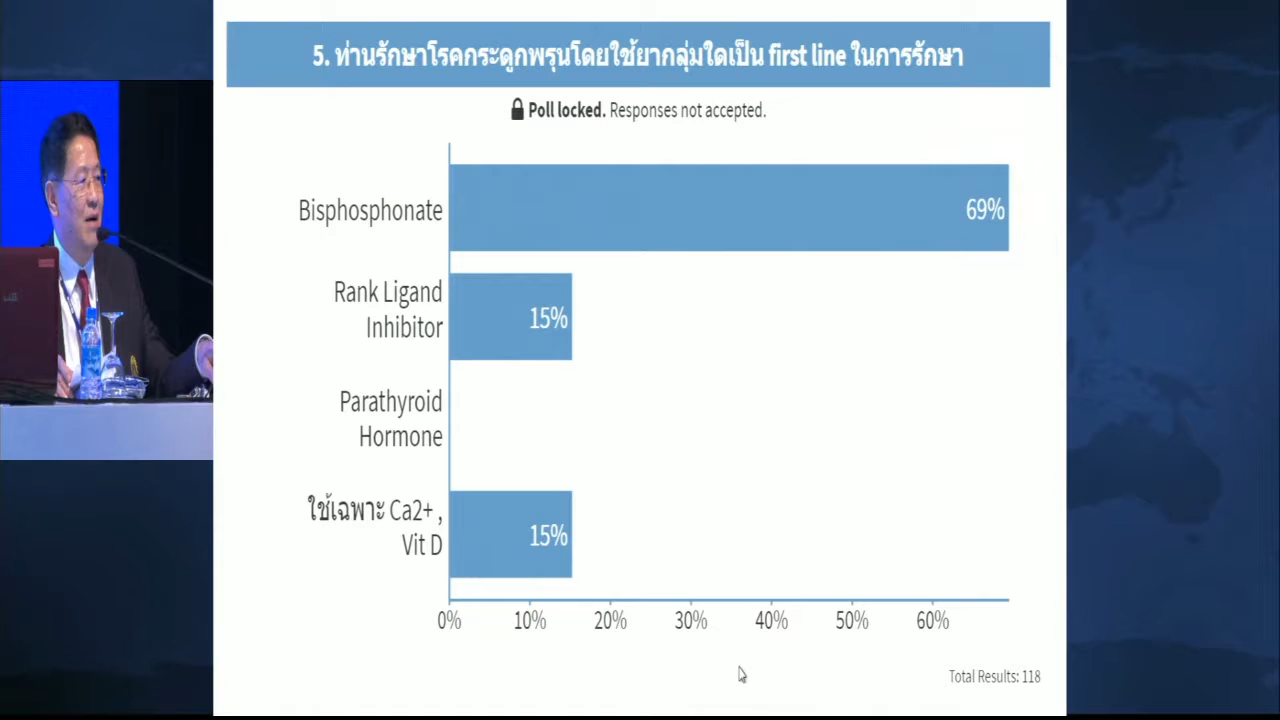 5. ท่านรักษาโรคกระดูกพรุนโดยใช้ยากลุ่มใดเป็น first line ในการรักษา
Poll locked. Responses not accepted.
Bisphosphonate
69%
Rank Ligand
Inhibitor
15%
Parathyroid
Hormone
ใช้เฉพาะ Ca2+ ,
Vit D
15%
0% 10% 20% 30% 40% 50% 60%
Total Results: 118